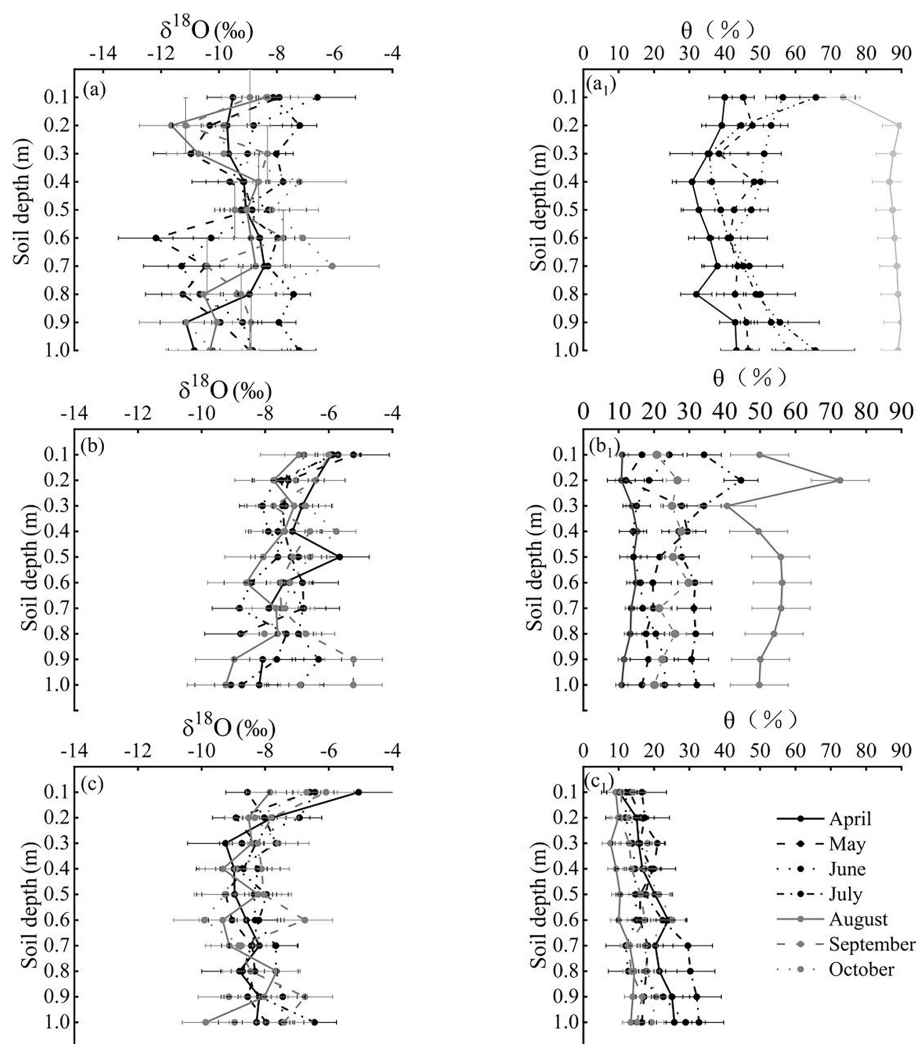 δ18O (‰)
-14 -12 -10 -8 -6 -4
θ (%)
0 10 20 30 40 50 60 70 80 90
(a)
Soil depth (m)
0.1
0.2
0.3
0.4
0.5
0.6
0.7
0.8
0.9
1.0
(a1)
Soil depth (m)
0.1
0.2
0.3
0.4
0.5
0.6
0.7
0.8
0.9
1.0
δ18O (‰)
-14 -12 -10 -8 -6 -4
θ (%)
0 10 20 30 40 50 60 70 80 90
(b)
Soil depth (m)
0.1
0.2
0.3
0.4
0.5
0.6
0.7
0.8
0.9
1.0
(b1)
Soil depth (m)
0.1
0.2
0.3
0.4
0.5
0.6
0.7
0.8
0.9
1.0
δ18O (‰)
-14 -12 -10 -8 -6 -4
θ (%)
0 10 20 30 40 50 60 70 80 90
(c)
Soil depth (m)
0.1
0.2
0.3
0.4
0.5
0.6
0.7
0.8
0.9
1.0
(c1)
Soil depth (m)
0.1
0.2
0.3
0.4
0.5
0.6
0.7
0.8
0.9
1.0
April
May
June
July
August
September
October